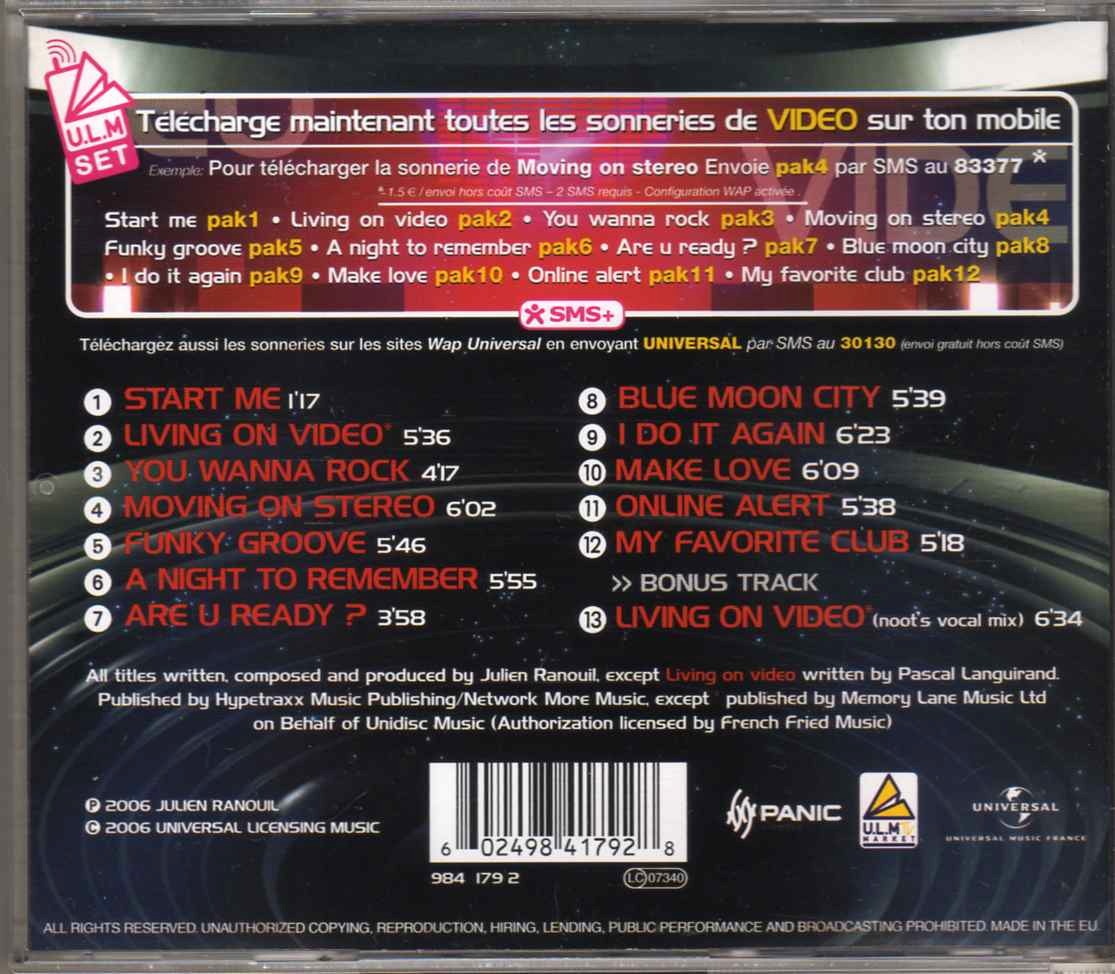 U.L.M
SET
Télécharge maintenant toutes les sonneries de VIDEO sur ton mobile
Exemple: Pour télécharger la sonnerie de Moving on stereo Envoie pak4 par SMS au 83377 *
* 1.5 € / envoi hors coût SMS – 2 SMS requis - Configuration WAP activée.
Start me pak1 • Living on video pak2 • You wanna rock pak3 • Moving on stereo pak4
Funky groove pak5 • A night to remember pak6 • Are u ready ? pak7 • Blue moon city pak8
• I do it again pak9 • Make love pak10 • Online alert pak11 • My favorite club pak12
SMS+
Téléchargez aussi les sonneries sur les sites Wap Universal en envoyant UNIVERSAL par SMS au 30130 (envoi gratuit hors coût SMS)
1 START ME 1'17
2 LIVING ON VIDEO* 5'36
3 YOU WANNA ROCK 4'17
4 MOVING ON STEREO 6'02
5 FUNKY GROOVE 5'46
6 A NIGHT TO REMEMBER 5'55
7 ARE U READY ? 3'58
8 BLUE MOON CITY 5'39
9 I DO IT AGAIN 6'23
10 MAKE LOVE 6'09
11 ONLINE ALERT 5'38
12 MY FAVORITE CLUB 5'18
>> BONUS TRACK
13 LIVING ON VIDEO* (noot's vocal mix) 6'34
All titles written, composed and produced by Julien Ranouil, except Living on video written by Pascal Languirand.
Published by Hypetraxx Music Publishing/Network More Music, except * published by Memory Lane Music Ltd
on Behalf of Unidisc Music (Authorization licensed by French Fried Music)
℗ 2006 JULIEN RANOUIL
© 2006 UNIVERSAL LICENSING MUSIC
6 02498 41792 8
984 179 2
LC 07340
PANIC
U.L.M TV
MARKET
UNIVERSAL
UNIVERSAL MUSIC FRANCE
ALL RIGHTS RESERVED. UNAUTHORIZED COPYING, REPRODUCTION, HIRING, LENDING, PUBLIC PERFORMANCE AND BROADCASTING PROHIBITED. MADE IN THE EU.